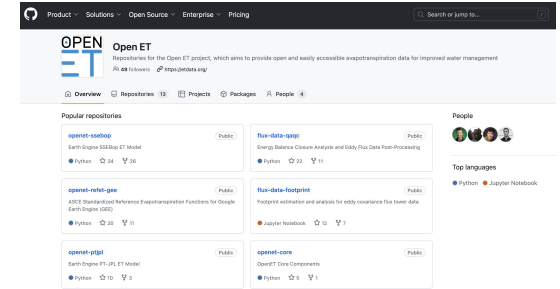 Product Solutions Open Source Enterprise Pricing
Search or jump to...
OPEN
ET
Open ET
Repositories for the Open ET project, which aims to provide open and easily accessible evapotranspiration data for improved water management
49 followers https://etdata.org/
Overview Repositories 13 Projects Packages People 4
Popular repositories
People
openet-ssebop Public
Earth Engine SSEBop ET Model
Python 34 26
flux-data-qaqc Public
Energy Balance Closure Analysis and Eddy Flux Data Post-Processing
Python 22 11
Top languages
Python Jupyter Notebook
openet-refet-gee Public
ASCE Standardized Reference Evapotranspiration Functions for Google
Earth Engine (GEE)
Python 20 11
flux-data-footprint Public
Footprint estimation and analysis for eddy covariance flux tower data
Jupyter Notebook 12 7
openet-ptjpl Public
Earth Engine PT-JPL ET Model
Python 10 3
openet-core Public
OpenET Core Components
Python 5 1